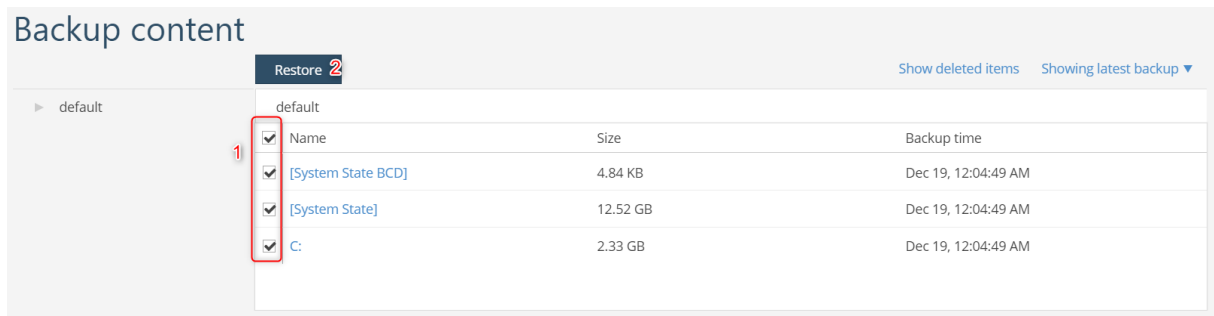 Backup content
Restore 2 Show deleted items Showing latest backup ▼
default default
Name Size Backup time
1
[System State BCD] 4.84 KB Dec 19, 12:04:49 AM
[System State] 12.52 GB Dec 19, 12:04:49 AM
C: 2.33 GB Dec 19, 12:04:49 AM